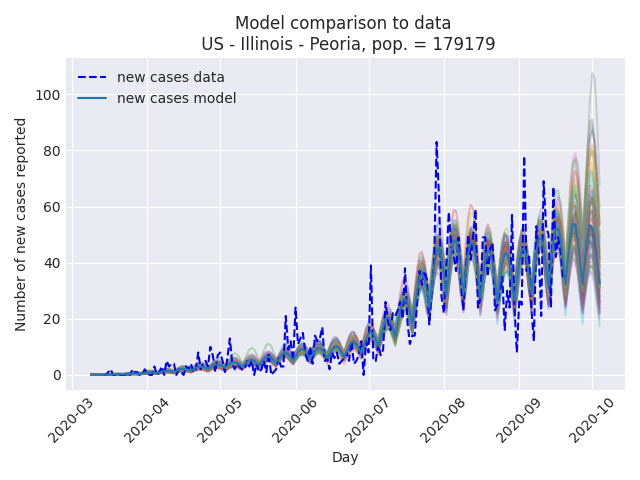 Model comparison to data
US - Illinois - Peoria, pop. = 179179
new cases data
new cases model
Number of new cases reported
100
80
60
40
20
0
2020-03
2020-04
2020-05
2020-06
2020-07
2020-08
2020-09
2020-10
Day